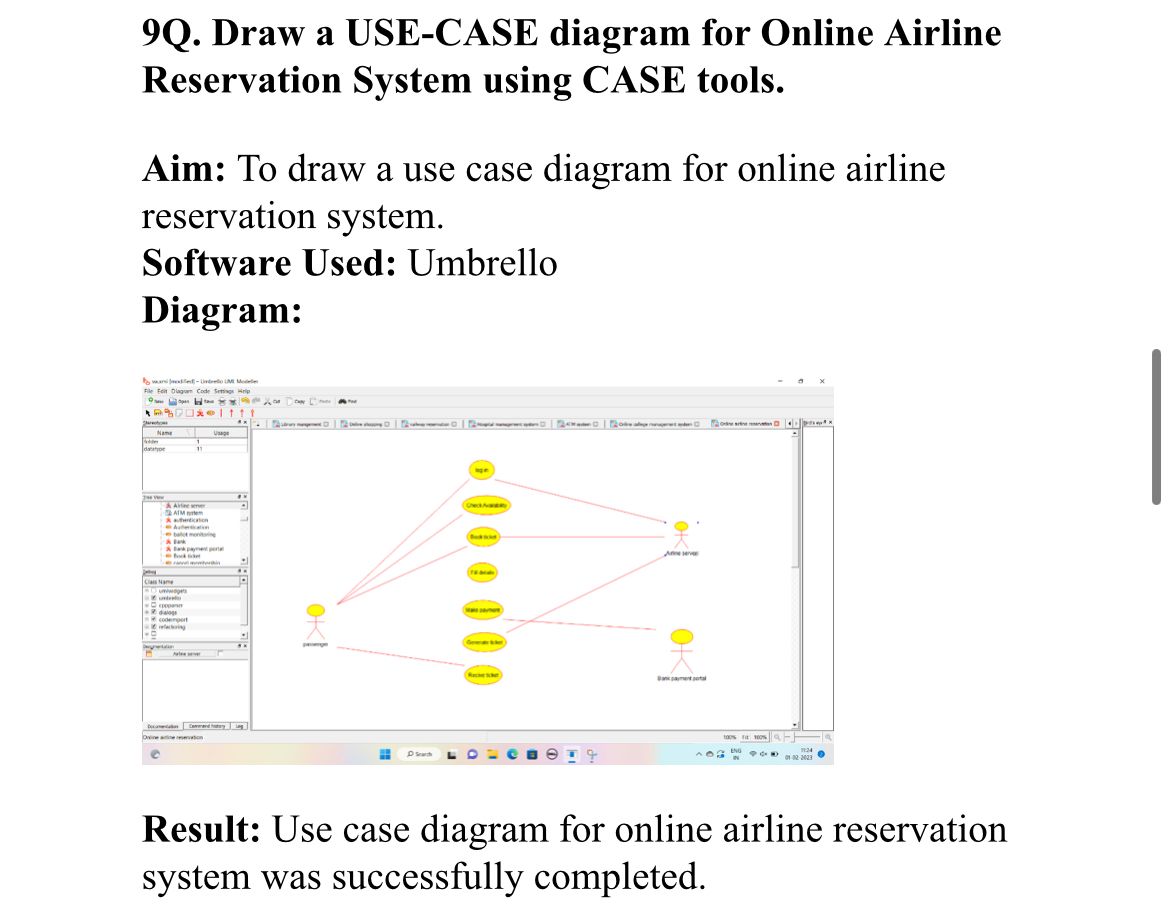 9Q. Draw a USE-CASE diagram for Online Airline
Reservation System using CASE tools.
Aim: To draw a use case diagram for online airline
reservation system.
Software Used: Umbrello
Diagram:
[modified] - Umbrello UML Modeller
File Edit Diagram Code Settings Help
New Open Save Cut Copy Paste Find
Stereotypes
Library management Online shopping railway reservation Hospital management system ATM system Online college management system Online airline reservation
Name Usage
folder 1
datatype 11
Tree View
Airline server
ATM system
authentication
Authentication
ballot monitoring
Bank
Bank payment portal
Book ticket
cancel membership
Debug
Class Name
umlwidgets
umbrello
cppparser
dialogs
codeimport
refactoring
Documentation
Airline server
log in
Check Availability
Book ticket
Fill details
Make payment
Generate ticket
Recive ticket
passenger
Airline server
Bank payment portal
Documentation Command history Log
Online airline reservation
100% Fit 100%
Search
ENG
IN
11:24
01-02-2023
Result: Use case diagram for online airline reservation
system was successfully completed.